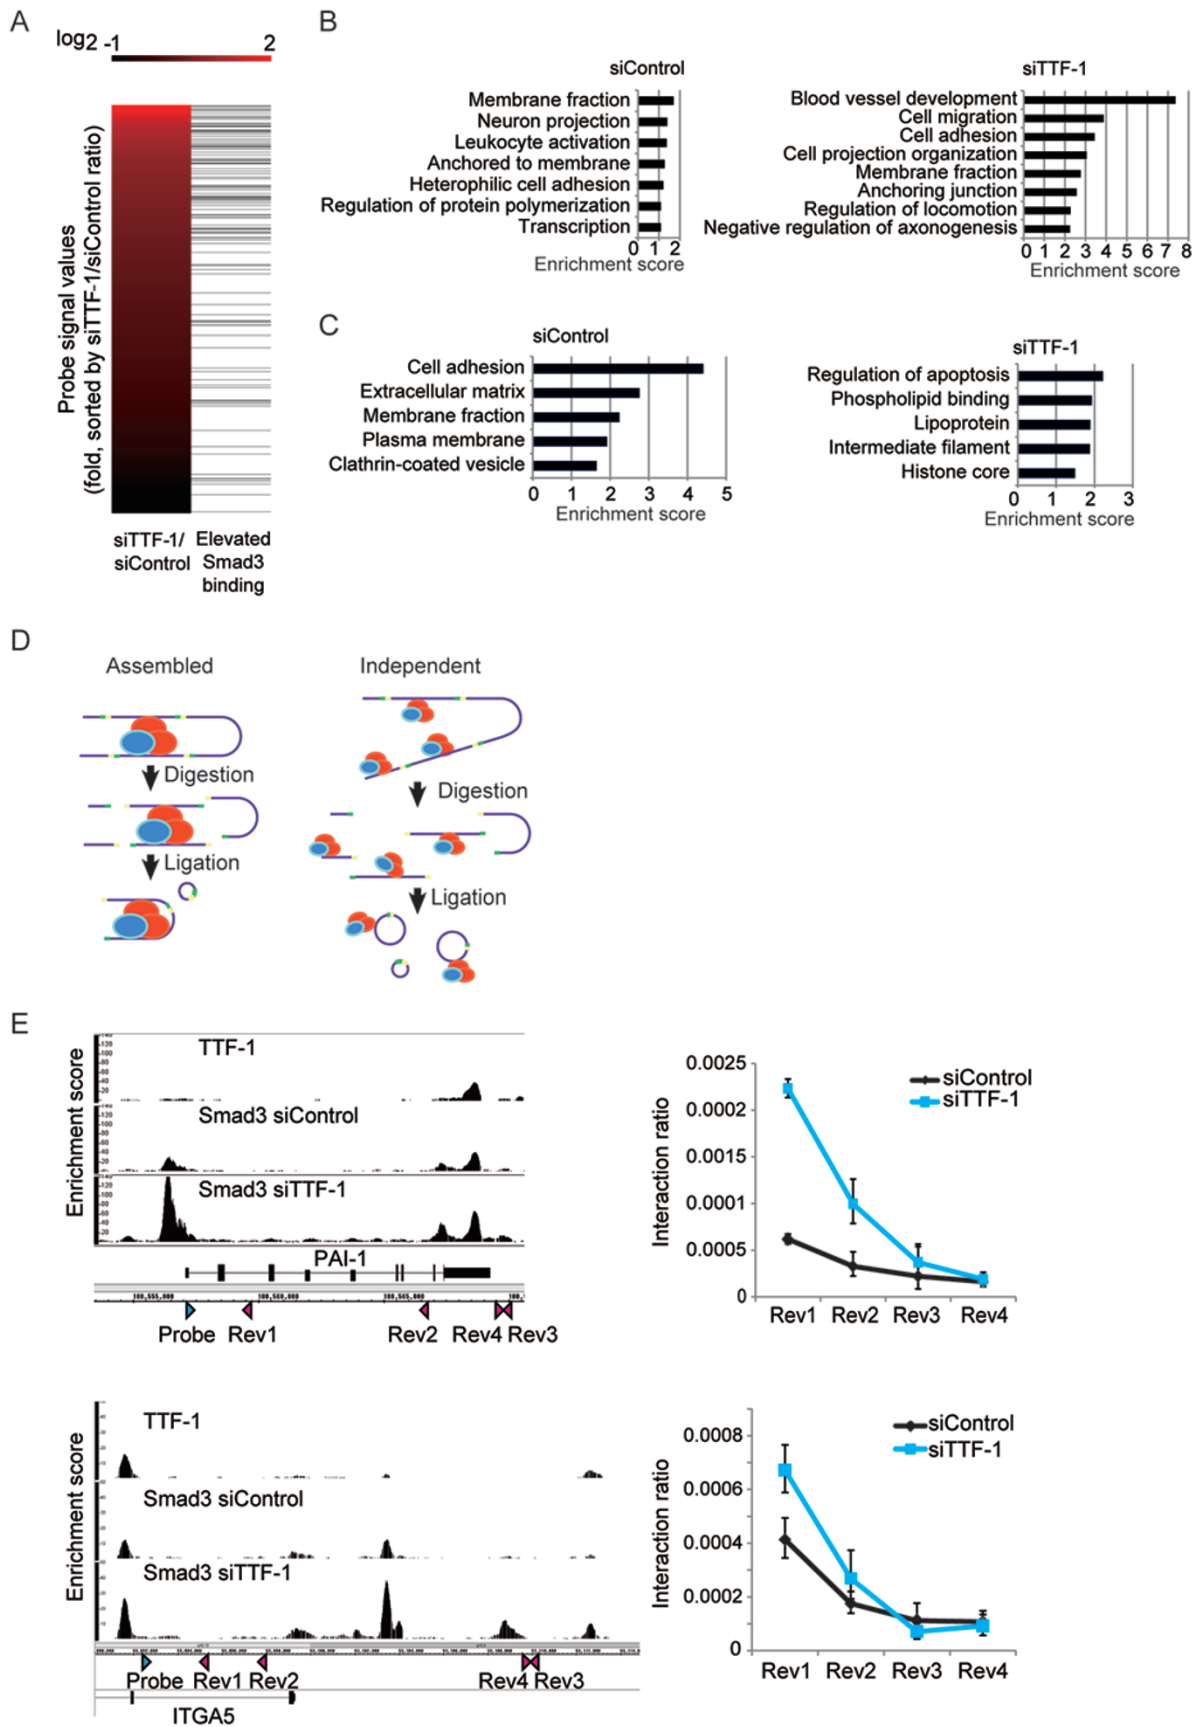 A
log2 -1 2
Probe signal values
(fold, sorted by siTTF-1/siControl ratio)
siTTF-1/
siControl
Elevated
Smad3
binding
B
siControl
Membrane fraction
Neuron projection
Leukocyte activation
Anchored to membrane
Heterophilic cell adhesion
Regulation of protein polymerization
Transcription
0 1 2
Enrichment score
siTTF-1
Blood vessel development
Cell migration
Cell adhesion
Cell projection organization
Membrane fraction
Anchoring junction
Regulation of locomotion
Negative regulation of axonogenesis
0 1 2 3 4 5 6 7 8
Enrichment score
C
siControl
Cell adhesion
Extracellular matrix
Membrane fraction
Plasma membrane
Clathrin-coated vesicle
0 1 2 3 4 5
Enrichment score
siTTF-1
Regulation of apoptosis
Phospholipid binding
Lipoprotein
Intermediate filament
Histone core
0 1 2 3
Enrichment score
D
Assembled
Digestion
Ligation
Independent
Digestion
Ligation
E
Enrichment score
TTF-1
Smad3 siControl
Smad3 siTTF-1
PAI-1
100,555,000 100,560,000 100,565,000
Probe Rev1 Rev2 Rev4 Rev3
Interaction ratio
0.0025
0.0002
0.0015
0.0001
0.0005
0
siControl
siTTF-1
Rev1 Rev2 Rev3 Rev4
Enrichment score
TTF-1
Smad3 siControl
Smad3 siTTF-1
Probe Rev1 Rev2 Rev4 Rev3
ITGA5
Interaction ratio
0.0008
0.0006
0.0004
0.0002
0
siControl
siTTF-1
Rev1 Rev2 Rev3 Rev4